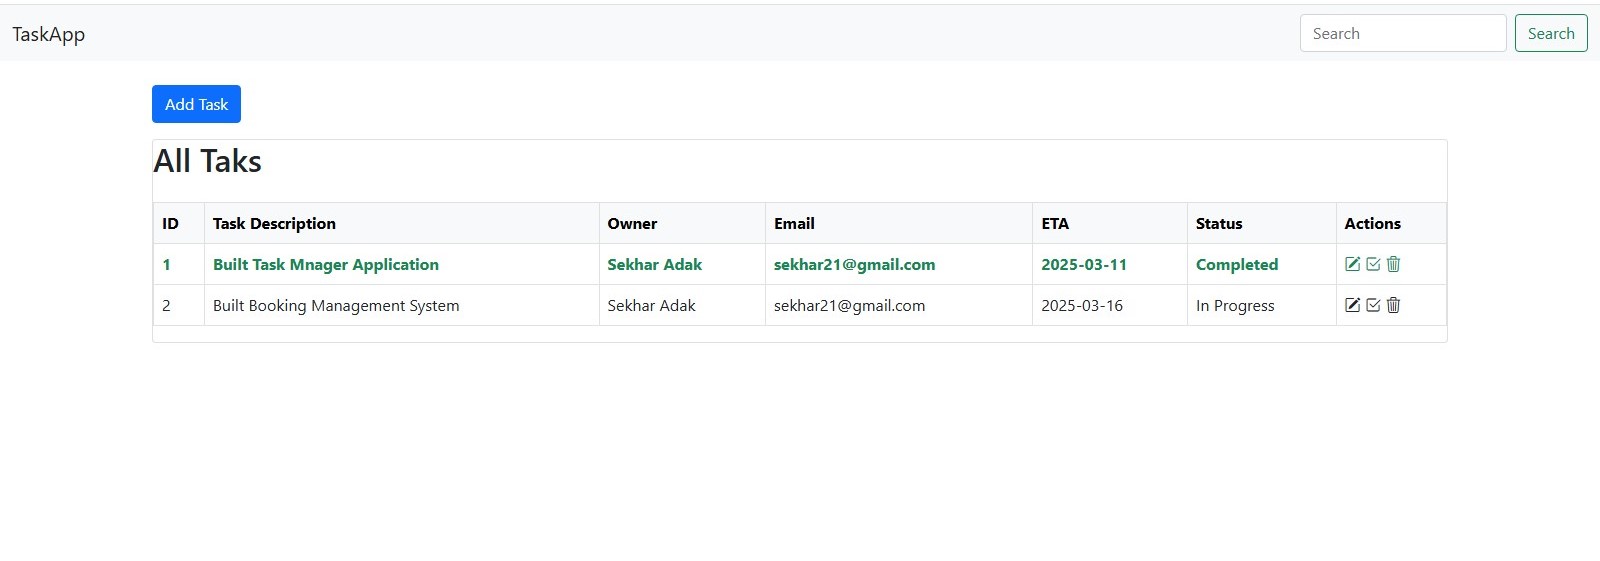 TaskApp Search Search
Add Task
All Taks
ID Task Description Owner Email ETA Status Actions
1 Built Task Mnager Application Sekhar Adak sekhar21@gmail.com 2025-03-11 Completed
2 Built Booking Management System Sekhar Adak sekhar21@gmail.com 2025-03-16 In Progress